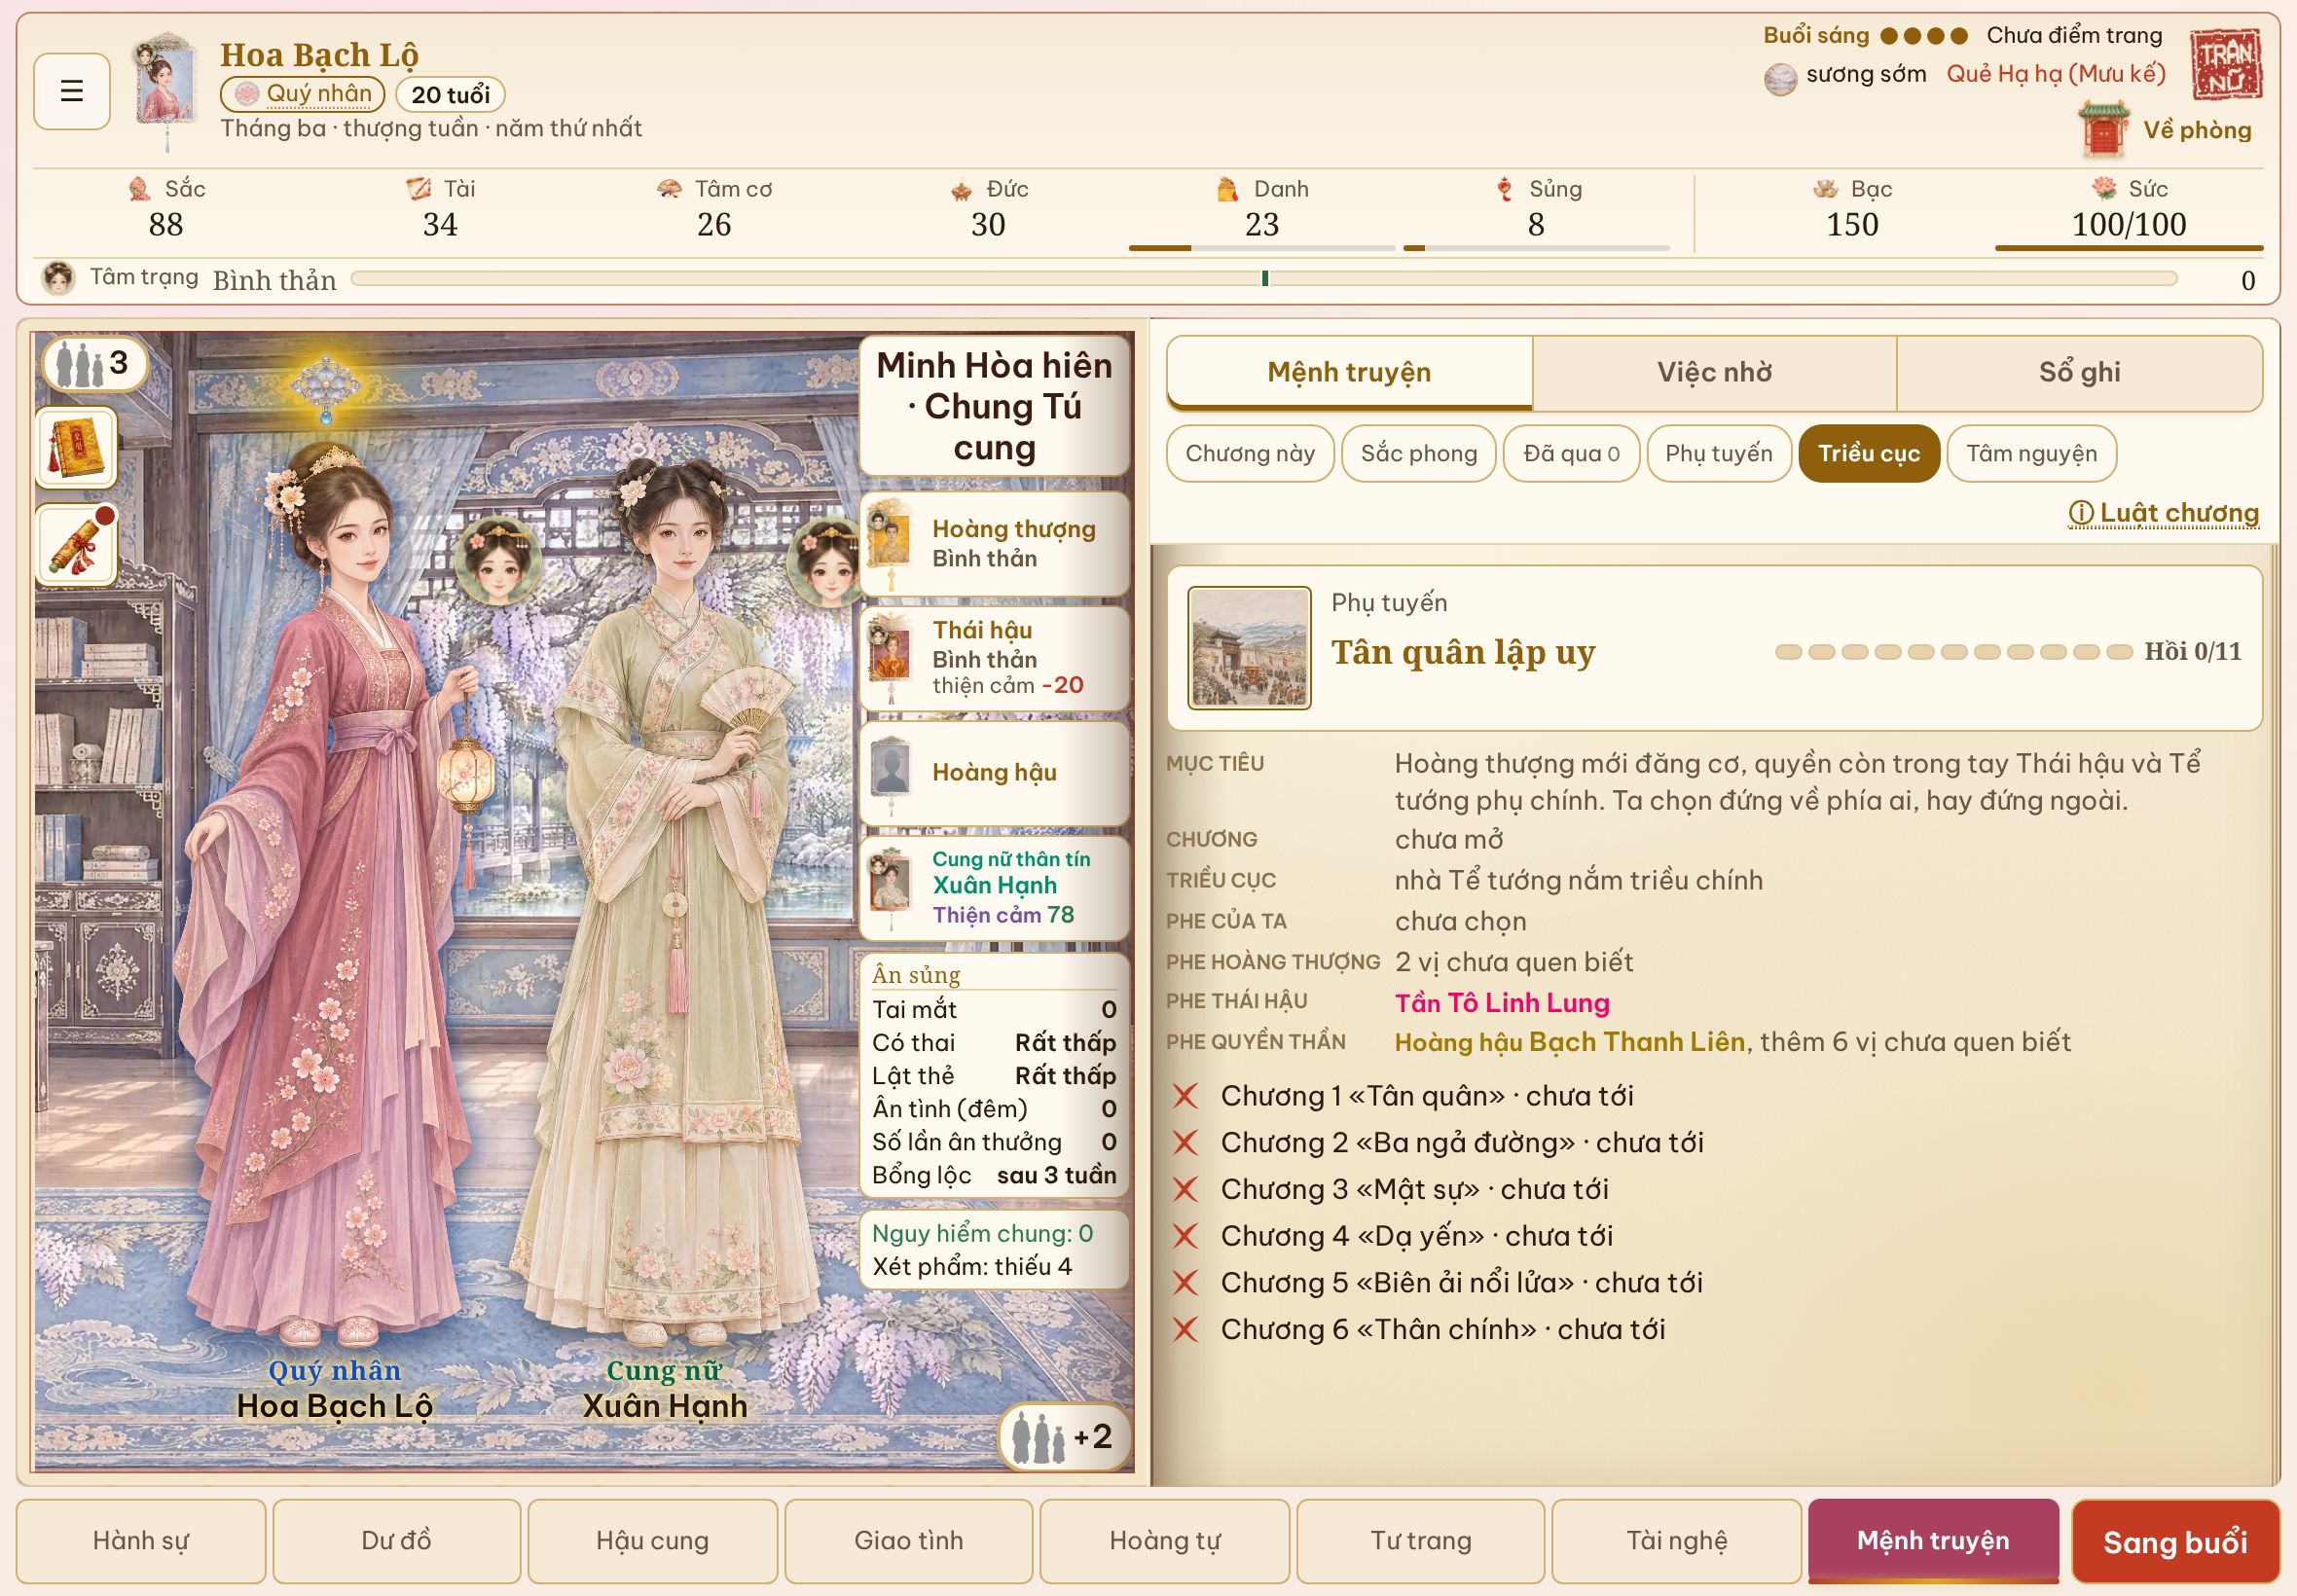 ☰
Hoa Bạch Lộ
Quý nhân
20 tuổi
Tháng ba · thượng tuần · năm thứ nhất
Buổi sáng
Chưa điểm trang
sương sớm
Quẻ Hạ hạ (Mưu kế)
TRÂN NỮ
Về phòng
Sắc
88
Tài
34
Tâm cơ
26
Đức
30
Danh
23
Sủng
8
Bạc
150
Sức
100/100
Tâm trạng
Bình thản
0
3
Minh Hòa hiên
· Chung Tú
cung
Hoàng thượng
Bình thản
Thái hậu
Bình thản
thiện cảm -20
Hoàng hậu
Cung nữ thân tín
Xuân Hạnh
Thiện cảm 78
Ân sủng
Tai mắt 0
Có thai Rất thấp
Lật thẻ Rất thấp
Ân tình (đêm) 0
Số lần ân thưởng 0
Bổng lộc sau 3 tuần
Nguy hiểm chung: 0
Xét phẩm: thiếu 4
Quý nhân
Hoa Bạch Lộ
Cung nữ
Xuân Hạnh
+2
Mệnh truyện
Việc nhờ
Sổ ghi
Chương này
Sắc phong
Đã qua 0
Phụ tuyến
Triều cục
Tâm nguyện
ⓘ Luật chương
Phụ tuyến
Tân quân lập uy
Hồi 0/11
MỤC TIÊU Hoàng thượng mới đăng cơ, quyền còn trong tay Thái hậu và Tể
tướng phụ chính. Ta chọn đứng về phía ai, hay đứng ngoài.
CHƯƠNG chưa mở
TRIỀU CỤC nhà Tể tướng nắm triều chính
PHE CỦA TA chưa chọn
PHE HOÀNG THƯỢNG 2 vị chưa quen biết
PHE THÁI HẬU Tần Tô Linh Lung
PHE QUYỀN THẦN Hoàng hậu Bạch Thanh Liên, thêm 6 vị chưa quen biết
Chương 1 «Tân quân» · chưa tới
Chương 2 «Ba ngả đường» · chưa tới
Chương 3 «Mật sự» · chưa tới
Chương 4 «Dạ yến» · chưa tới
Chương 5 «Biên ải nổi lửa» · chưa tới
Chương 6 «Thân chính» · chưa tới
Hành sự
Dư đồ
Hậu cung
Giao tình
Hoàng tự
Tư trang
Tài nghệ
Mệnh truyện
Sang buổi